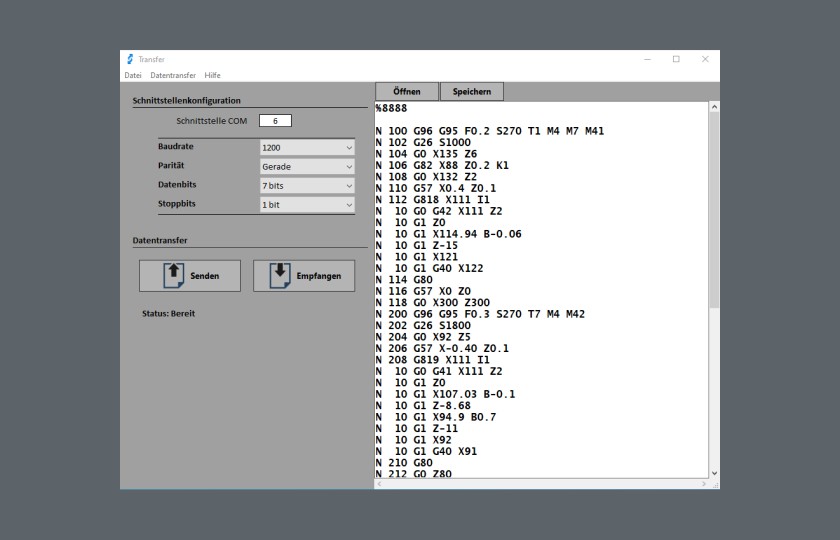 Transfer
Datei Datentransfer Hilfe
Schnittstellenkonfiguration
Schnittstelle COM 6
Baudrate 1200
Parität Gerade
Datenbits 7 bits
Stoppbits 1 bit
Datentransfer
Senden Empfangen
Status: Bereit
Öffnen Speichern
%8888
N 100 G96 G95 F0.2 S270 T1 M4 M7 M41
N 102 G26 S1000
N 104 G0 X135 Z6
N 106 G82 X88 Z0.2 K1
N 108 G0 X132 Z2
N 110 G57 X0.4 Z0.1
N 112 G818 X111 I1
N 10 G0 G42 X111 Z2
N 10 G1 Z0
N 10 G1 X114.94 B-0.06
N 10 G1 Z-15
N 10 G1 X121
N 10 G1 G40 X122
N 114 G80
N 116 G57 X0 Z0
N 118 G0 X300 Z300
N 200 G96 G95 F0.3 S270 T7 M4 M42
N 202 G26 S1800
N 204 G0 X92 Z5
N 206 G57 X-0.40 Z0.1
N 208 G819 X111 I1
N 10 G0 G41 X111 Z2
N 10 G1 Z0
N 10 G1 X107.03 B-0.1
N 10 G1 Z-8.68
N 10 G1 X94.9 B0.7
N 10 G1 Z-11
N 10 G1 X92
N 10 G1 G40 X91
N 210 G80
N 212 G0 Z80